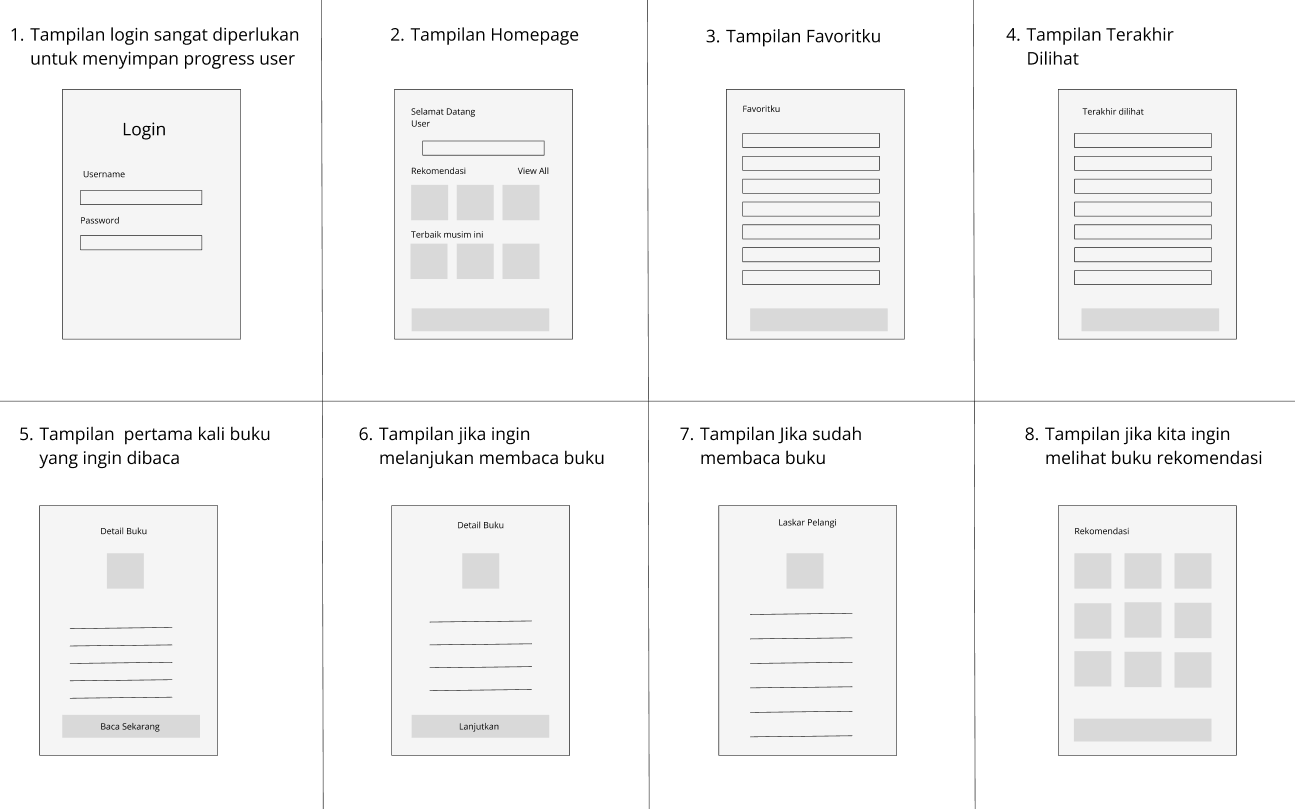 1. Tampilan login sangat diperlukan
untuk menyimpan progress user
Login
Username
Password
2. Tampilan Homepage
Selamat Datang
User
Rekomendasi View All
Terbaik musim ini
3. Tampilan Favoritku
Favoritku
4. Tampilan Terakhir
Dilihat
Terakhir dilihat
5. Tampilan  pertama kali buku
yang ingin dibaca
Detail Buku
Baca Sekarang
6. Tampilan jika ingin
melanjukan membaca buku
Detail Buku
Lanjutkan
7. Tampilan Jika sudah
membaca buku
Laskar Pelangi
8. Tampilan jika kita ingin
melihat buku rekomendasi
Rekomendasi